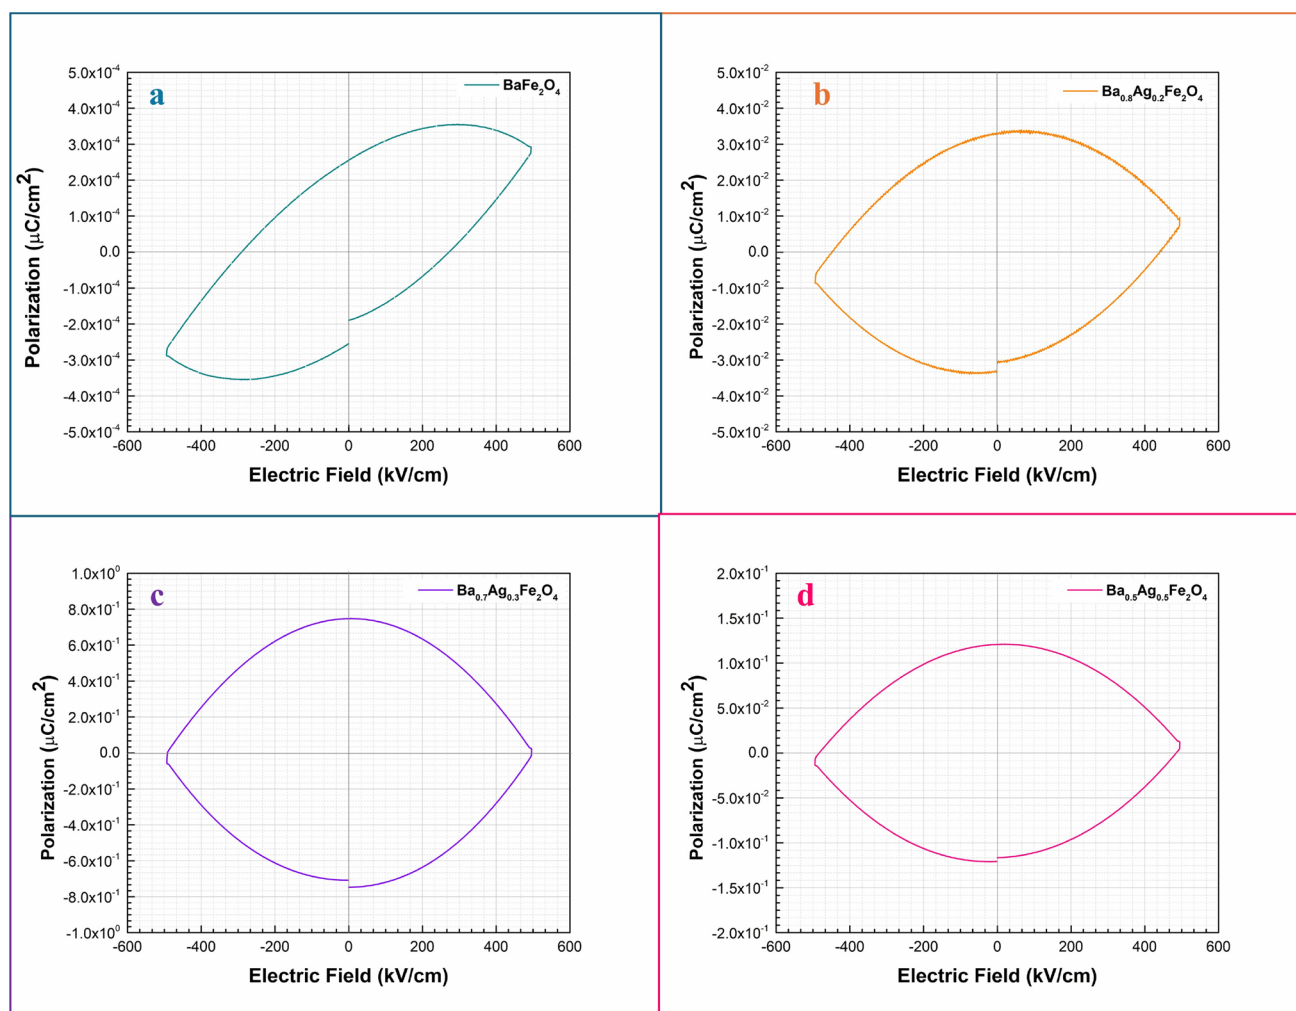 a
BaFe₂O₄
5.0x10⁻⁴
4.0x10⁻⁴
3.0x10⁻⁴
2.0x10⁻⁴
1.0x10⁻⁴
0.0
-1.0x10⁻⁴
-2.0x10⁻⁴
-3.0x10⁻⁴
-4.0x10⁻⁴
-5.0x10⁻⁴
-600 -400 -200 0 200 400 600
Polarization (μC/cm²)
Electric Field (kV/cm)
b
Ba₀.₈Ag₀.₂Fe₂O₄
5.0x10⁻²
4.0x10⁻²
3.0x10⁻²
2.0x10⁻²
1.0x10⁻²
0.0
-1.0x10⁻²
-2.0x10⁻²
-3.0x10⁻²
-4.0x10⁻²
-5.0x10⁻²
-600 -400 -200 0 200 400 600
Polarization (μC/cm²)
Electric Field (kV/cm)
c
Ba₀.₇Ag₀.₃Fe₂O₄
1.0x10⁰
8.0x10⁻¹
6.0x10⁻¹
4.0x10⁻¹
2.0x10⁻¹
0.0
-2.0x10⁻¹
-4.0x10⁻¹
-6.0x10⁻¹
-8.0x10⁻¹
-1.0x10⁰
-600 -400 -200 0 200 400 600
Polarization (μC/cm²)
Electric Field (kV/cm)
d
Ba₀.₅Ag₀.₅Fe₂O₄
2.0x10⁻¹
1.5x10⁻¹
1.0x10⁻¹
5.0x10⁻²
0.0
-5.0x10⁻²
-1.0x10⁻¹
-1.5x10⁻¹
-2.0x10⁻¹
-600 -400 -200 0 200 400 600
Polarization (μC/cm²)
Electric Field (kV/cm)